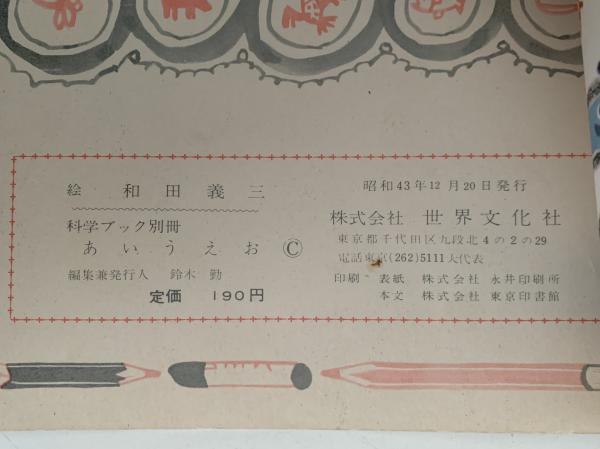 絵 和田義三
科学ブック別冊
あいうえお Ⓒ
編集兼発行人 鈴木 勤
定価 190円
昭和43年12月20日発行
株式会社 世界文化社
東京都千代田区九段北4の2の29
電話東京(262)5111大代表
印刷 表紙 株式会社 永井印刷所
本文 株式会社 東京印書館